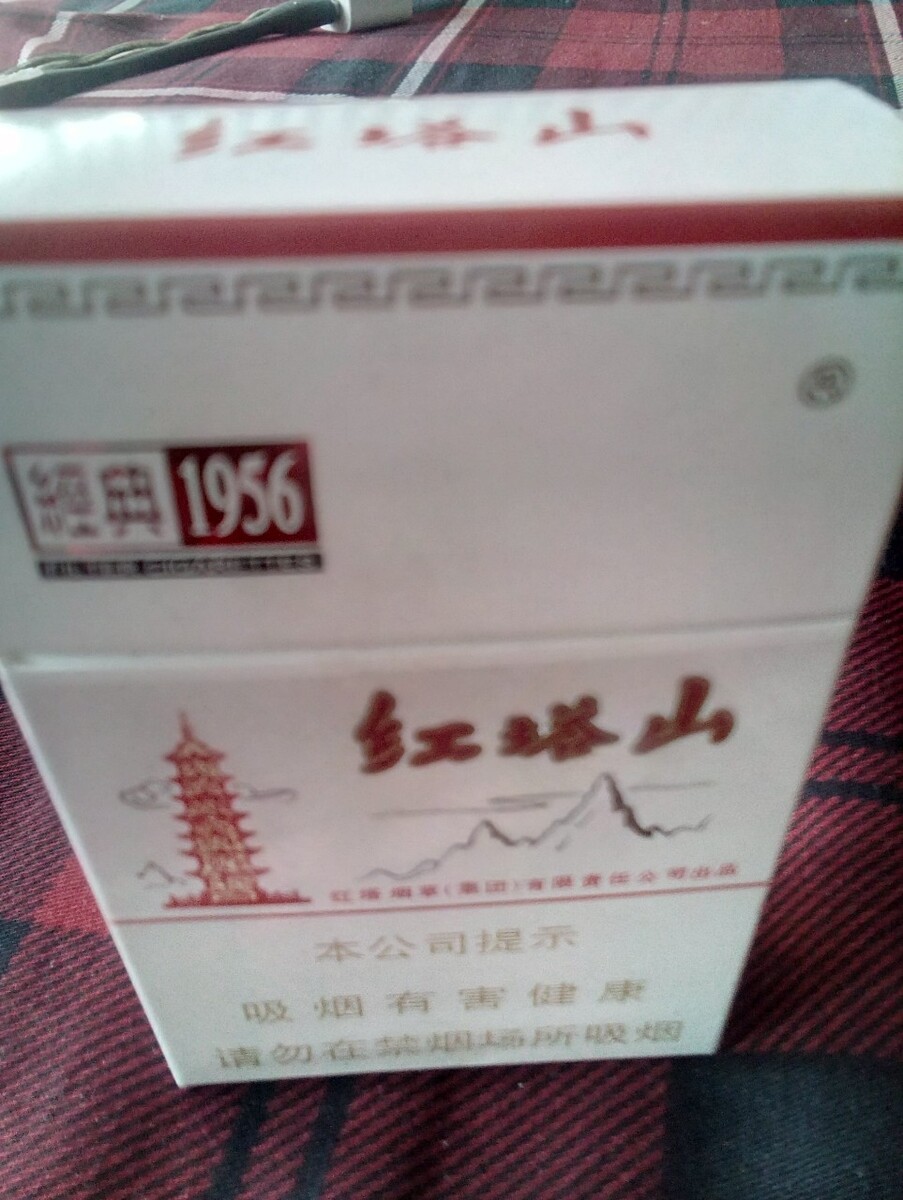 红塔山
®
经典 1956
FILTER CIGARETTES
红塔山
红塔烟草(集团)有限责任公司出品
本公司提示
吸烟有害健康
请勿在禁烟场所吸烟